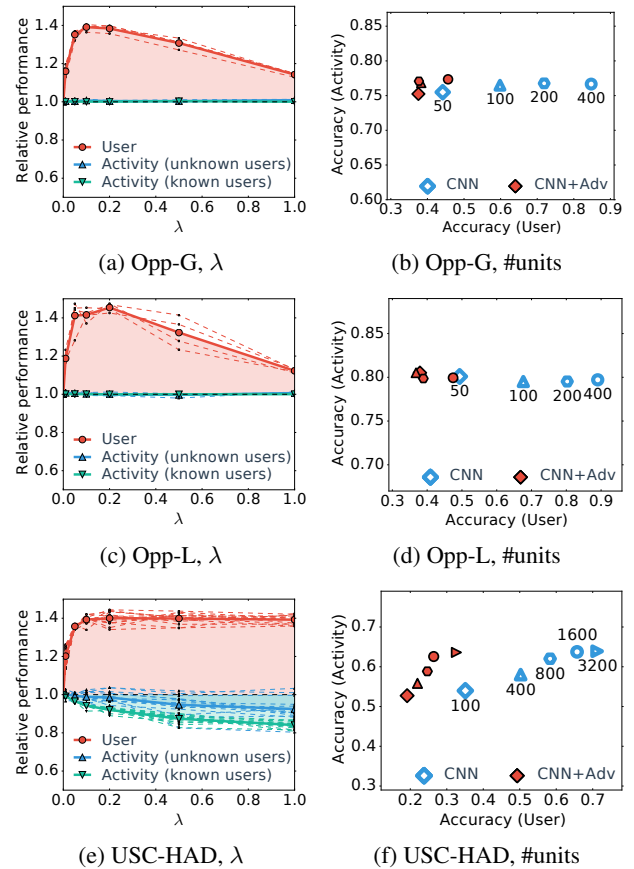 1.4
1.2
1.0
0.8
0.6
Relative performance
User
Activity (unknown users)
Activity (known users)
0.0 0.2 0.4 0.6 0.8 1.0
λ
(a) Opp-G, λ
0.85
0.80
0.75
0.70
0.65
0.60
Accuracy (Activity)
50 100 200 400
CNN CNN+Adv
0.3 0.4 0.5 0.6 0.7 0.8 0.9
Accuracy (User)
(b) Opp-G, #units
1.4
1.2
1.0
0.8
0.6
Relative performance
User
Activity (unknown users)
Activity (known users)
0.0 0.2 0.4 0.6 0.8 1.0
λ
(c) Opp-L, λ
0.85
0.80
0.75
0.70
Accuracy (Activity)
50 100 200 400
CNN CNN+Adv
0.3 0.4 0.5 0.6 0.7 0.8 0.9
Accuracy (User)
(d) Opp-L, #units
1.4
1.2
1.0
0.8
0.6
Relative performance
User
Activity (unknown users)
Activity (known users)
0.0 0.2 0.4 0.6 0.8 1.0
λ
(e) USC-HAD, λ
0.7
0.6
0.5
0.4
0.3
Accuracy (Activity)
100 400 800 1600 3200
CNN CNN+Adv
0.2 0.3 0.4 0.5 0.6 0.7
Accuracy (User)
(f) USC-HAD, #units